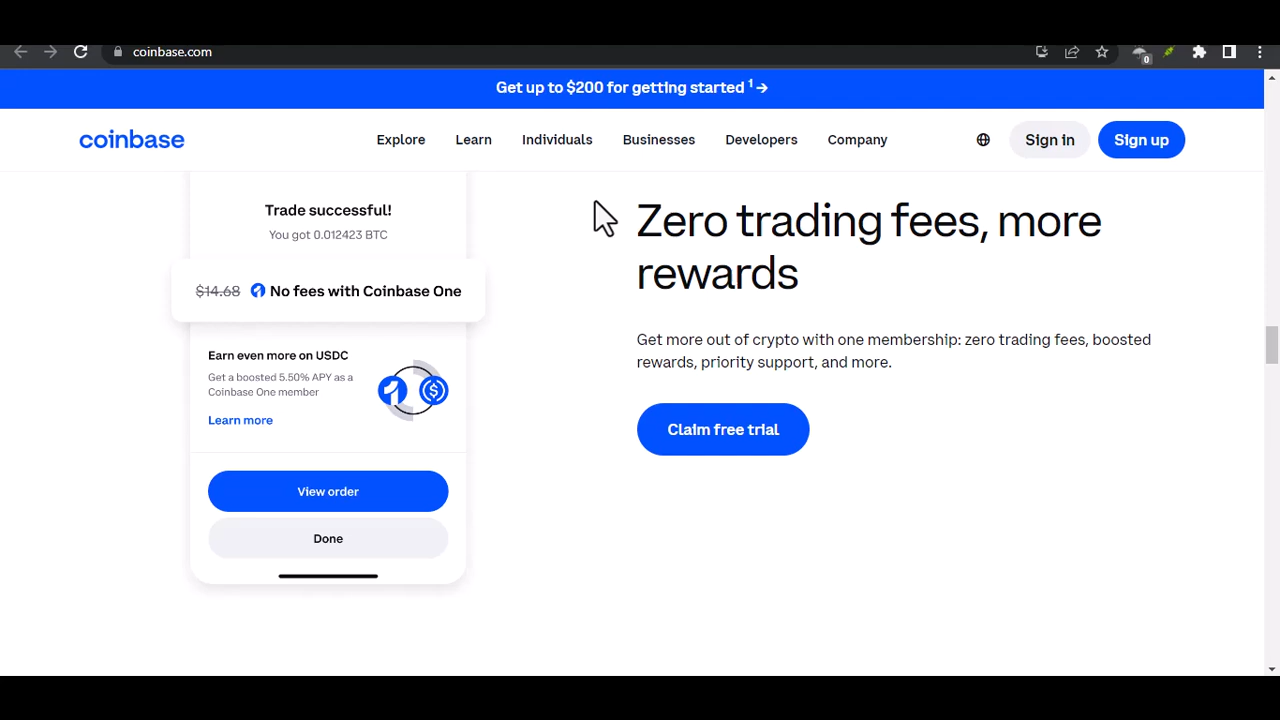 coinbase.com
0
Get up to $200 for getting started 1 →
coinbase
Explore
Learn
Individuals
Businesses
Developers
Company
Sign in
Sign up
Trade successful!
You got 0.012423 BTC
$14.68 No fees with Coinbase One
Earn even more on USDC
Get a boosted 5.50% APY as a
Coinbase One member
Learn more
View order
Done
Zero trading fees, more
rewards
Get more out of crypto with one membership: zero trading fees, boosted
rewards, priority support, and more.
Claim free trial